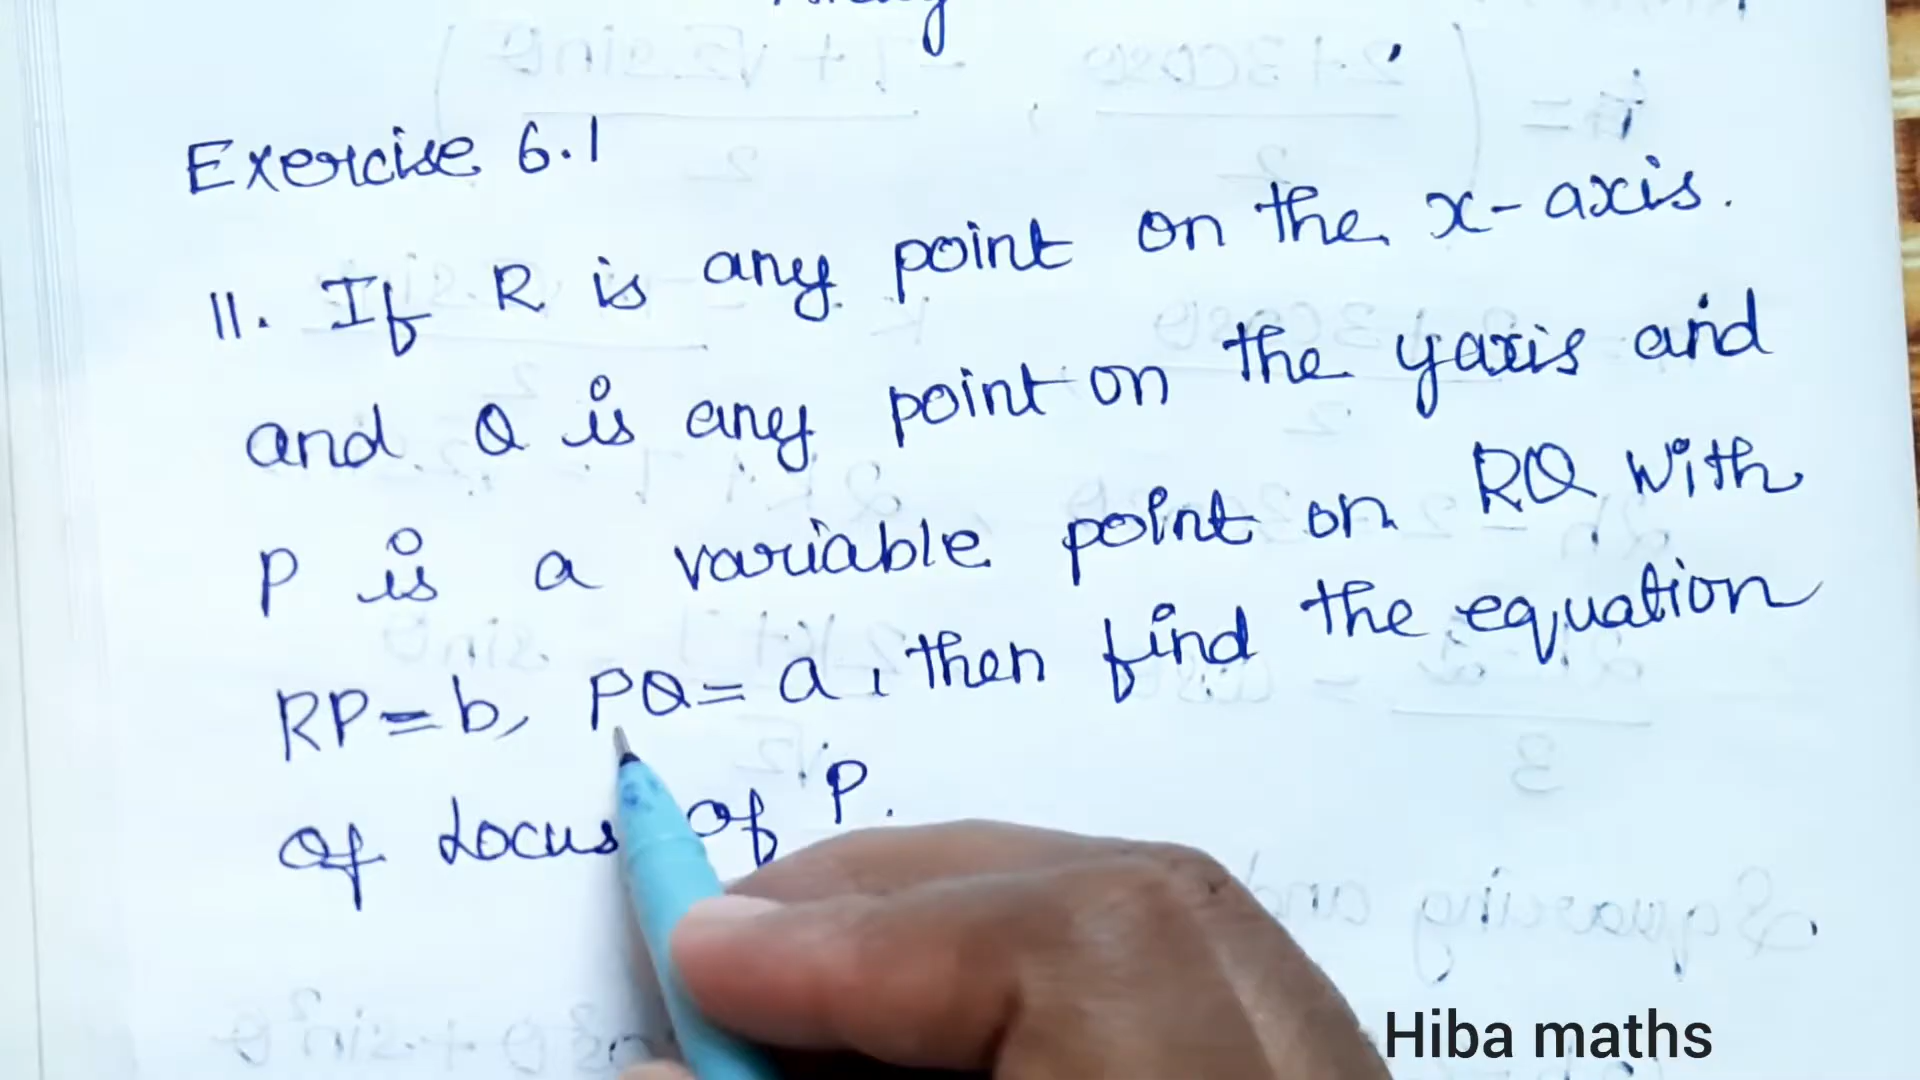 Exercise 6.1
11. If R is any point on the x-axis.
and Q is any point on the yaxis and
P is a variable point on RQ with
RP=b, PQ=a, then find the equation
of Locus of P.
Hiba maths